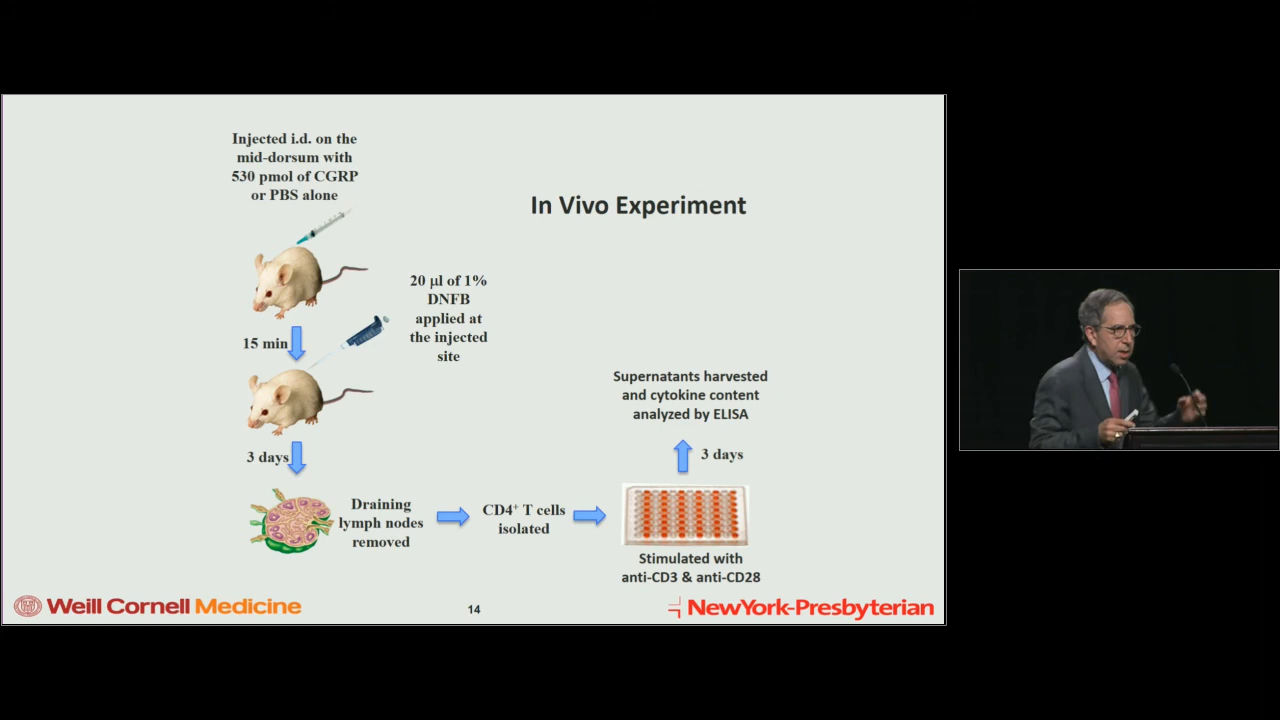 Injected i.d. on the
mid-dorsum with
530 pmol of CGRP
or PBS alone
In Vivo Experiment
20 µl of 1%
DNFB
applied at
the injected
site
15 min
3 days
Draining
lymph nodes
removed
CD4⁺ T cells
isolated
Stimulated with
anti-CD3 & anti-CD28
3 days
Supernatants harvested
and cytokine content
analyzed by ELISA
Weill Cornell Medicine
14
NewYork-Presbyterian